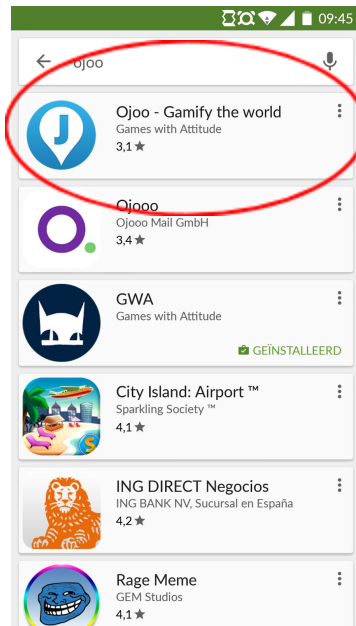 09:45
ojoo
Ojoo - Gamify the world
Games with Attitude
3,1
Ojooo
Ojooo Mail GmbH
3,4
GWA
Games with Attitude
GEÏNSTALLEERD
City Island: Airport ™
Sparkling Society ™
4,1
ING DIRECT Negocios
ING BANK NV, Sucursal en España
4,2
Rage Meme
GEM Studios
4,1